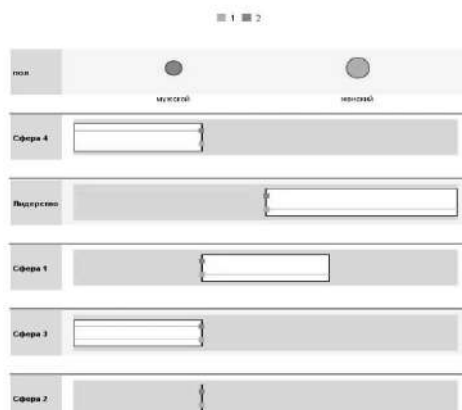 1 2
пол
мужской женский
Сфера 4
Лидерство
Сфера 1
Сфера 3
Сфера 2